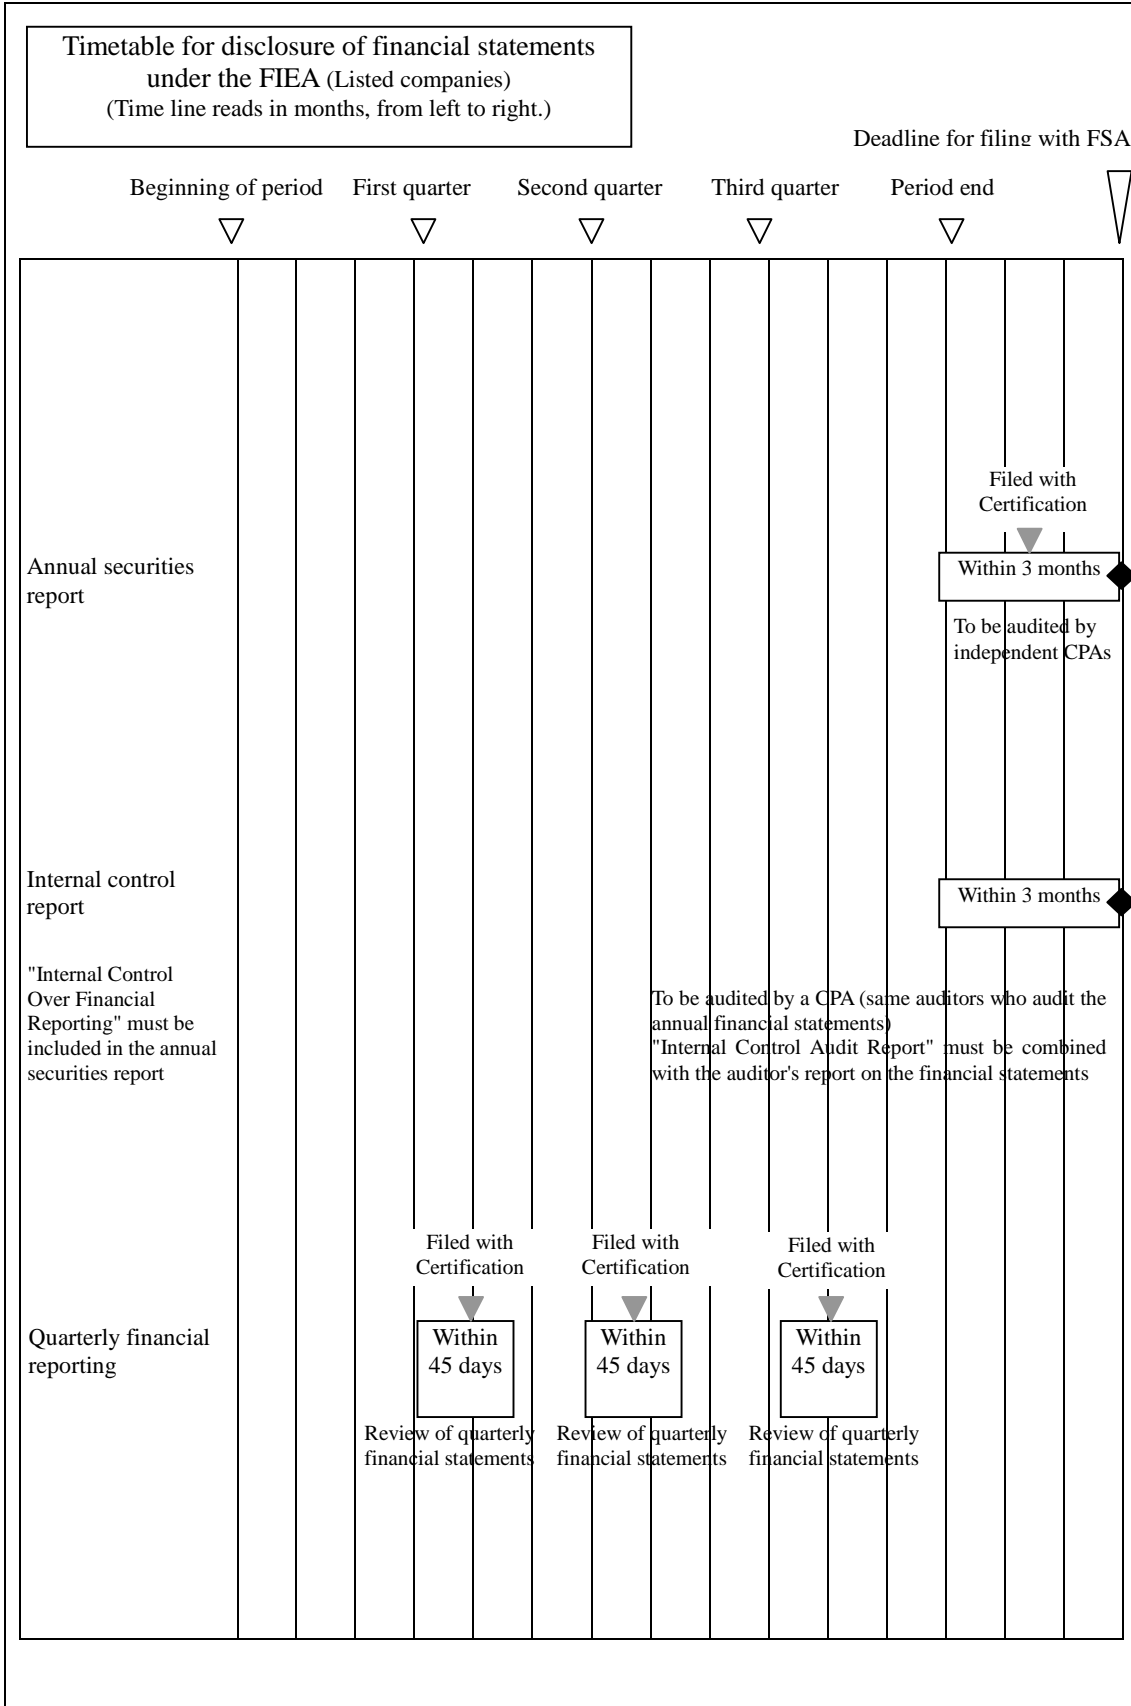 Timetable for disclosure of financial statements
under the FIEA (Listed companies)
(Time line reads in months, from left to right.)
Deadline for filing with FSA
Beginning of period First quarter Second quarter Third quarter Period end
Filed with
Certification
Annual securities
report
Within 3 months
To be audited by
independent CPAs
Internal control
report
Within 3 months
"Internal Control
Over Financial
Reporting" must be
included in the annual
securities report
To be audited by a CPA (same auditors who audit the
annual financial statements)
"Internal Control Audit Report" must be combined
with the auditor's report on the financial statements
Filed with
Certification
Filed with
Certification
Filed with
Certification
Quarterly financial
reporting
Within
45 days
Within
45 days
Within
45 days
Review of quarterly
financial statements
Review of quarterly
financial statements
Review of quarterly
financial statements